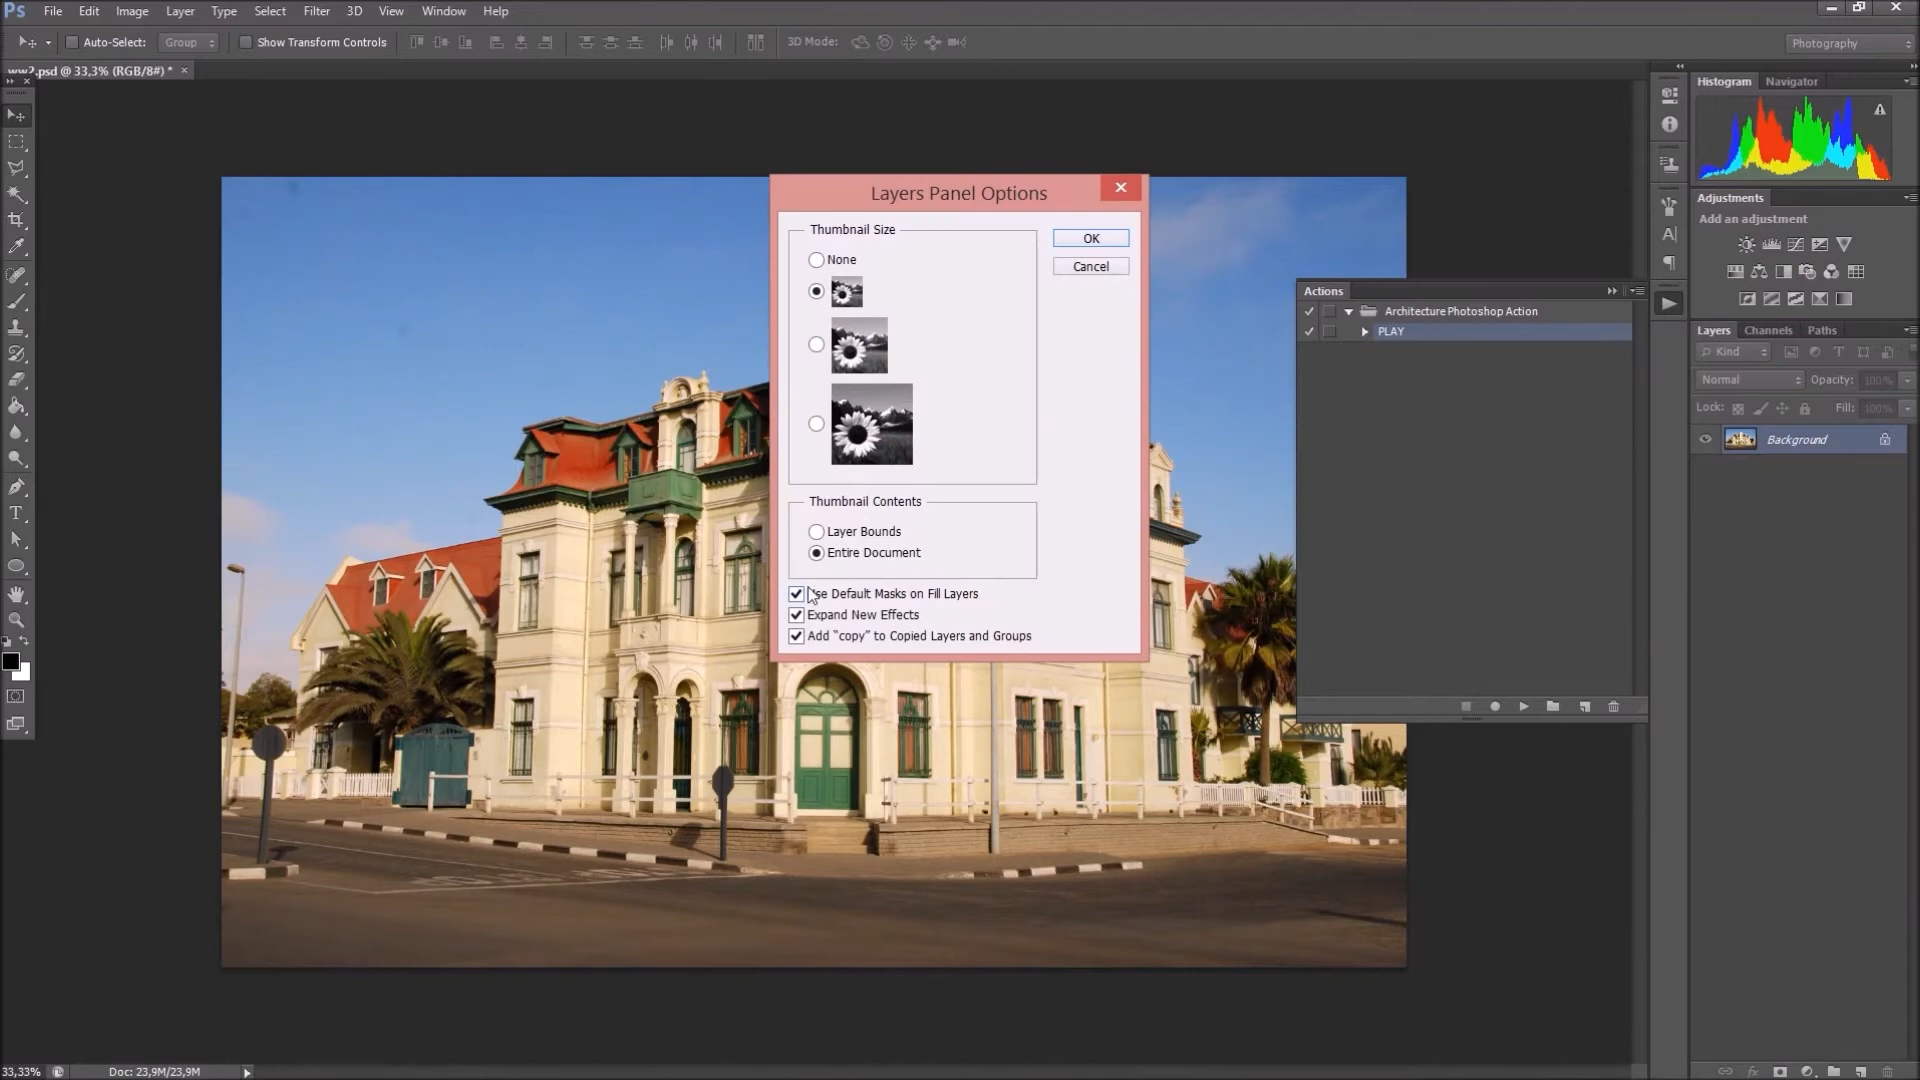 Ps File Edit Image Layer Type Select Filter 3D View Window Help
Auto-Select: Group Show Transform Controls 3D Mode: Photography
ww2.psd @ 33,3% (RGB/8#) *
Histogram Navigator
Layers Panel Options
Thumbnail Size
OK
None
Cancel
Thumbnail Contents
Layer Bounds
Entire Document
Use Default Masks on Fill Layers
Expand New Effects
Add “copy” to Copied Layers and Groups
Adjustments
Add an adjustment
Actions
Architecture Photoshop Action
PLAY
Layers Channels Paths
Kind
Normal Opacity: 100%
Lock: Fill: 100%
Background
33,33% Doc: 23,9M/23,9M